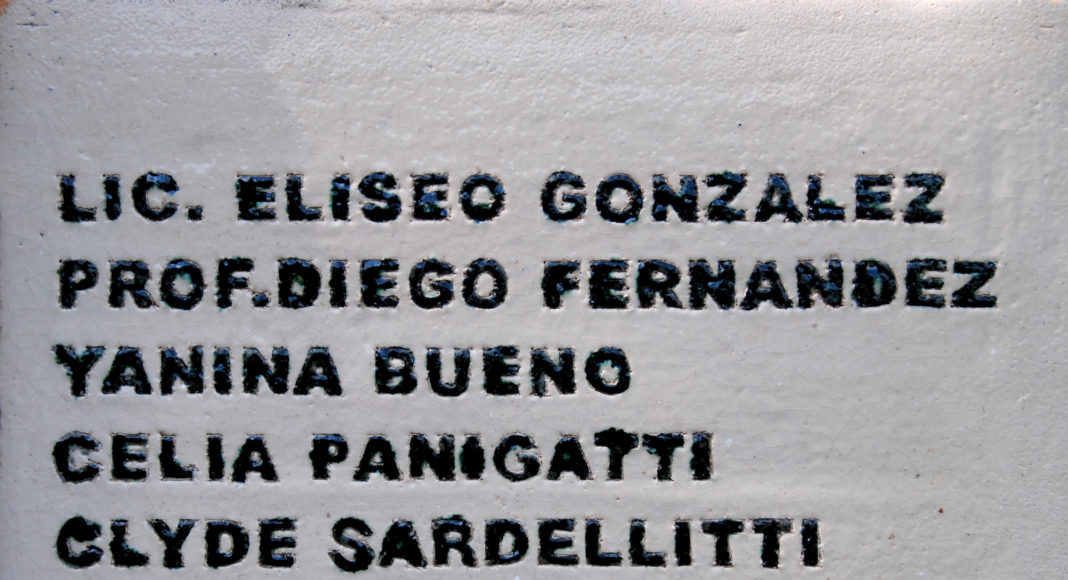 LIC. ELISEO GONZALEZ
PROF.DIEGO FERNANDEZ
YANINA BUENO
CELIA PANIGATTI
CLYDE SARDELLITTI